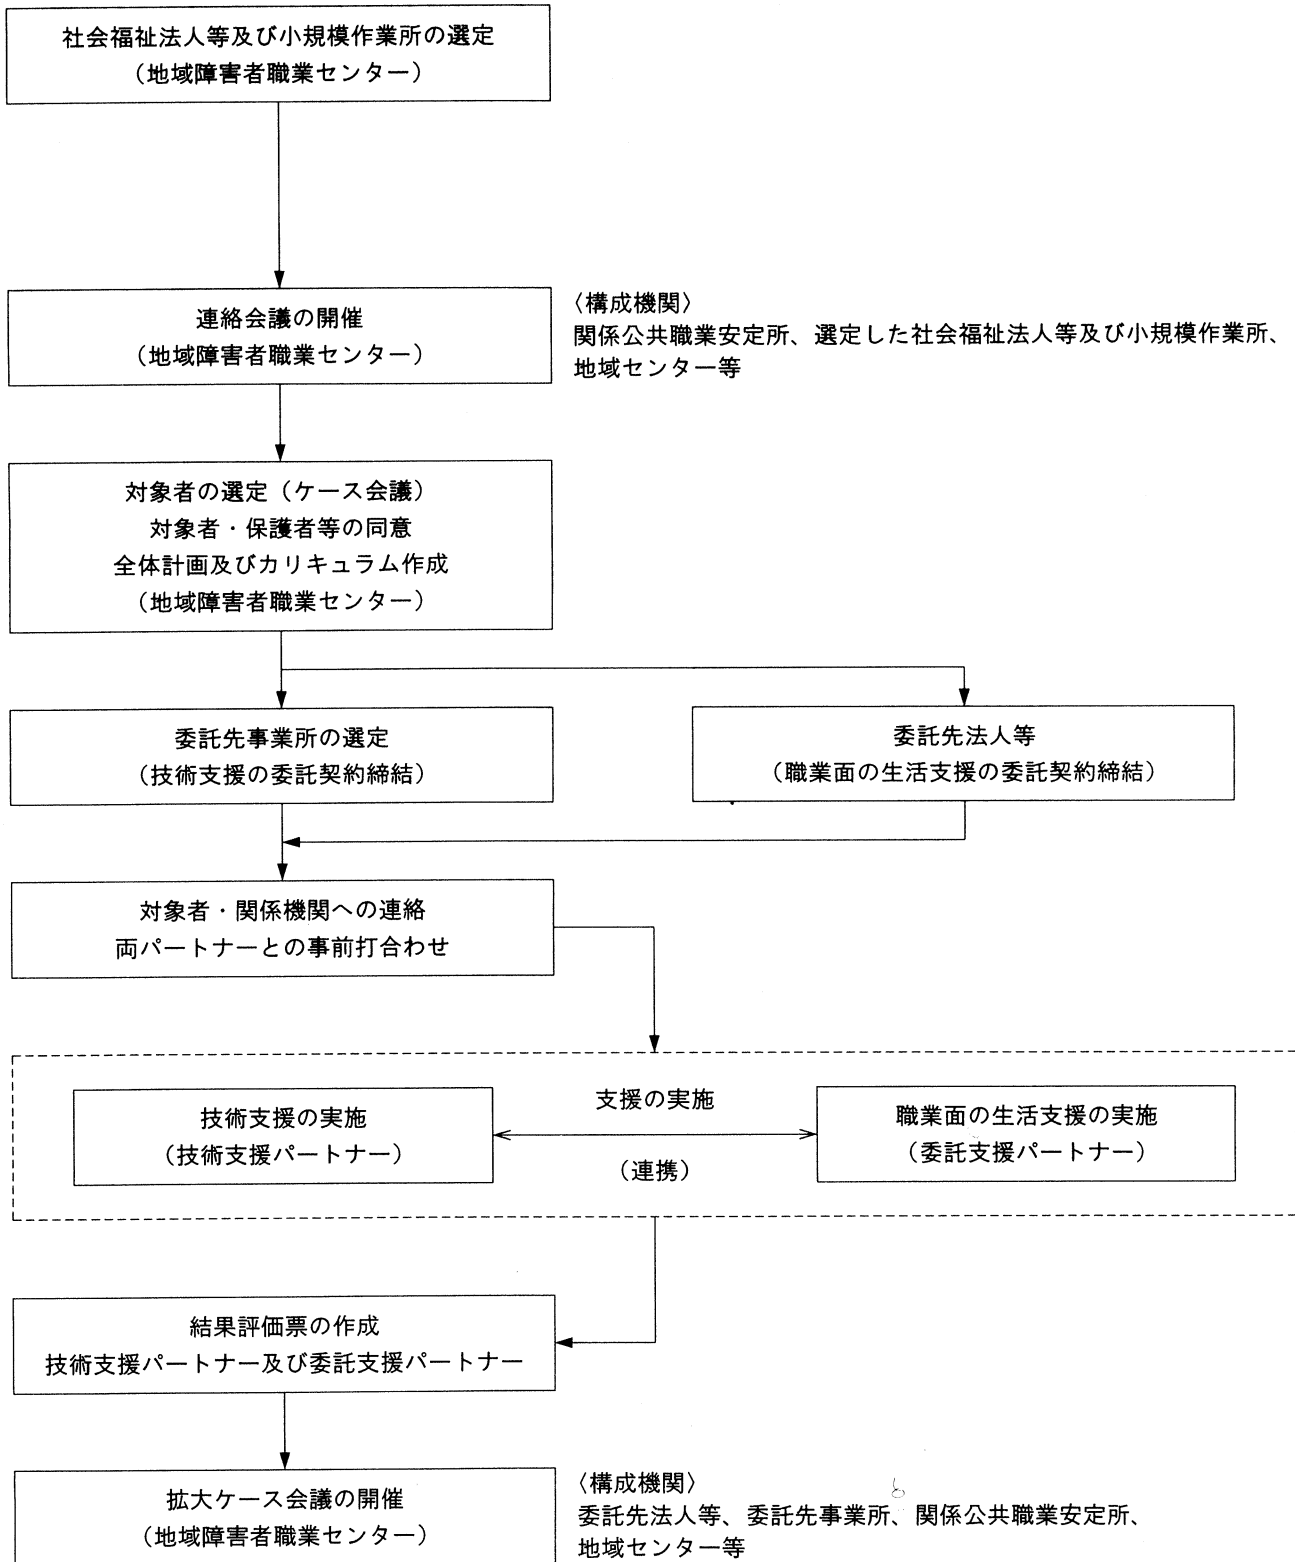 社会福祉法人等及び小規模作業所の選定
（地域障害者職業センター）
連絡会議の開催
（地域障害者職業センター）
〈構成機関〉
関係公共職業安定所、選定した社会福祉法人等及び小規模作業所、
地域センター等
対象者の選定（ケース会議）
対象者・保護者等の同意
全体計画及びカリキュラム作成
（地域障害者職業センター）
委託先事業所の選定
（技術支援の委託契約締結）
委託先法人等
（職業面の生活支援の委託契約締結）
対象者・関係機関への連絡
両パートナーとの事前打合わせ
支援の実施
技術支援の実施
（技術支援パートナー）
（連携）
職業面の生活支援の実施
（委託支援パートナー）
結果評価票の作成
技術支援パートナー及び委託支援パートナー
拡大ケース会議の開催
（地域障害者職業センター）
〈構成機関〉
委託先法人等、委託先事業所、関係公共職業安定所、
地域センター等